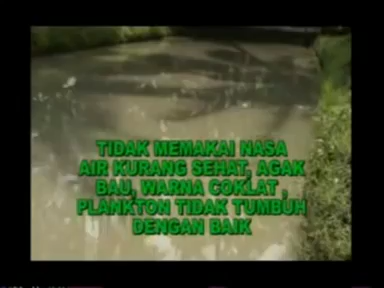 TIDAK MEMAKAI NASA
AIR KURANG SEHAT, AGAK
BAU, WARNA COKLAT ,
PLANKTON TIDAK TUMBUH
DENGAN BAIK